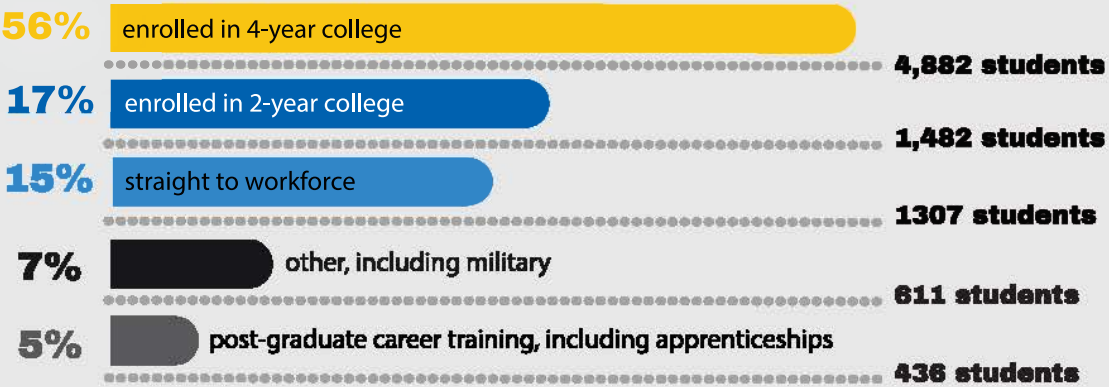 56% enrolled in 4-year college
4,882 students
17% enrolled in 2-year college
1,482 students
15% straight to workforce
1307 students
7% other, including military
611 students
5% post-graduate career training, including apprenticeships
436 students